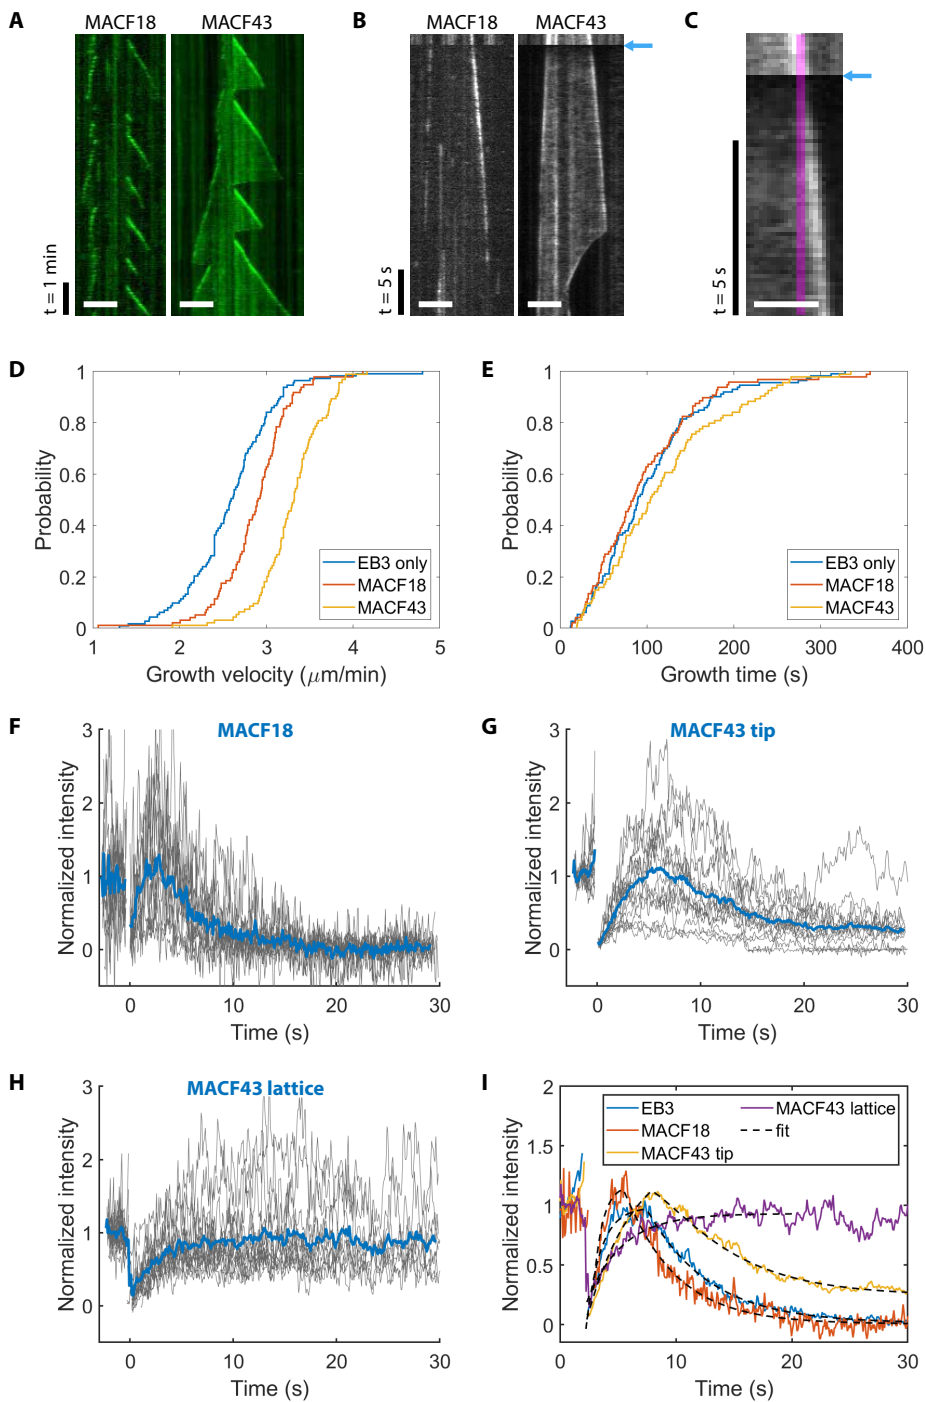 A MACF18 MACF43 B MACF18 MACF43 C
t = 1 min
t = 5 s
t = 5 s
D
1
0.8
0.6
0.4
0.2
0
Probability
EB3 only
MACF18
MACF43
1 2 3 4 5
Growth velocity (μm/min)
E
1
0.8
0.6
0.4
0.2
0
Probability
EB3 only
MACF18
MACF43
0 100 200 300 400
Growth time (s)
F
MACF18
3
2
1
0
Normalized intensity
0 10 20 30
Time (s)
G
MACF43 tip
3
2
1
0
Normalized intensity
0 10 20 30
Time (s)
H
MACF43 lattice
3
2
1
0
Normalized intensity
0 10 20 30
Time (s)
I
2
1.5
1
0.5
0
Normalized intensity
EB3
MACF18
MACF43 tip
MACF43 lattice
fit
0 10 20 30
Time (s)